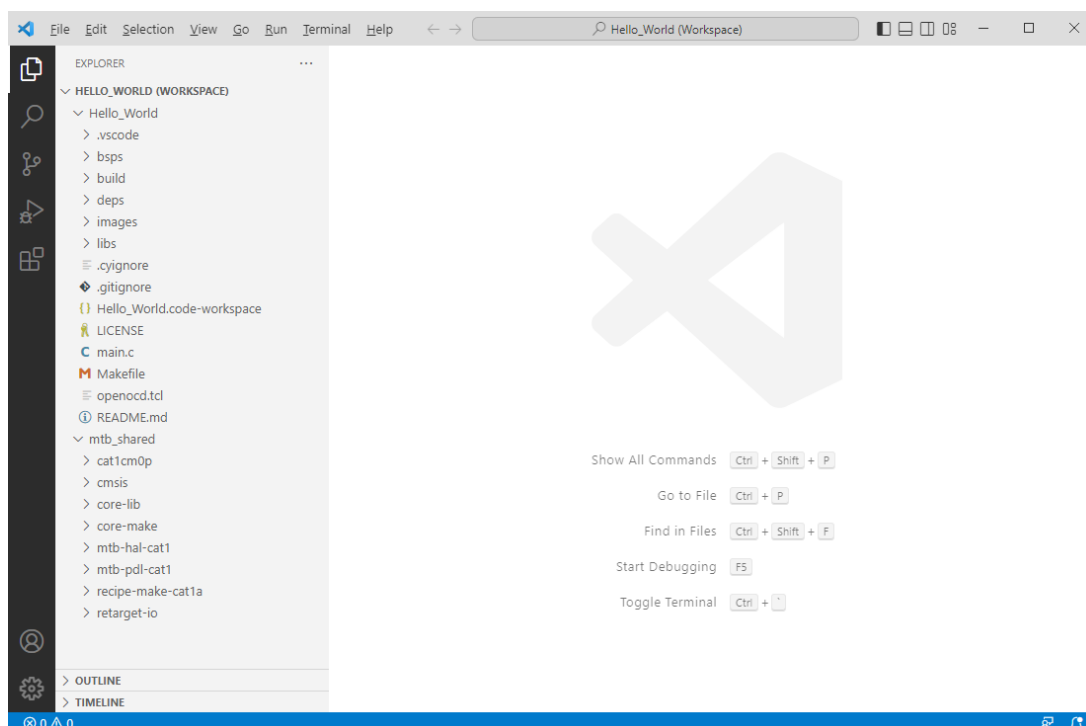 File Edit Selection View Go Run Terminal Help Hello_World (Workspace)
EXPLORER ...
HELLO_WORLD (WORKSPACE)
Hello_World
.vscode
bsps
build
deps
images
libs
.cyignore
.gitignore
{} Hello_World.code-workspace
LICENSE
C main.c
M Makefile
openocd.tcl
README.md
mtb_shared
cat1cm0p
cmsis
core-lib
core-make
mtb-hal-cat1
mtb-pdl-cat1
recipe-make-cat1a
retarget-io
OUTLINE
TIMELINE
0 0
Show All Commands Ctrl + Shift + P
Go to File Ctrl + P
Find in Files Ctrl + Shift + F
Start Debugging F5
Toggle Terminal Ctrl + `